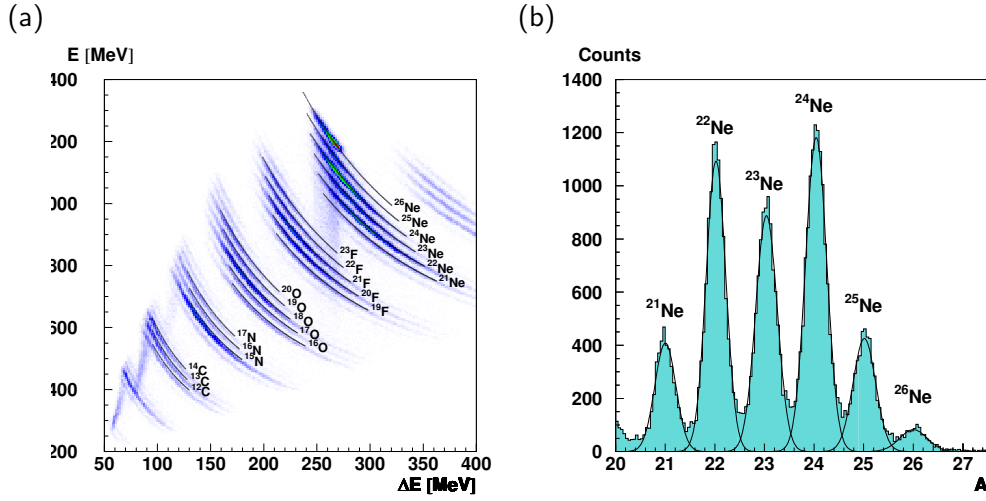 (a)
(b)
E [MeV]
400
200
000
800
600
400
200
50 100 150 200 250 300 350 400
ΔE [MeV]
²⁶Ne
²⁵Ne
²⁴Ne
²³Ne
²²Ne
²¹Ne
²³F
²²F
²¹F
²⁰F
¹⁹F
²⁰O
¹⁹O
¹⁸O
¹⁷O
¹⁶O
¹⁷N
¹⁶N
¹⁵N
¹⁴C
¹³C
¹²C
Counts
1400
1200
1000
800
600
400
200
0
20 21 22 23 24 25 26 27
A
²¹Ne
²²Ne
²³Ne
²⁴Ne
²⁵Ne
²⁶Ne